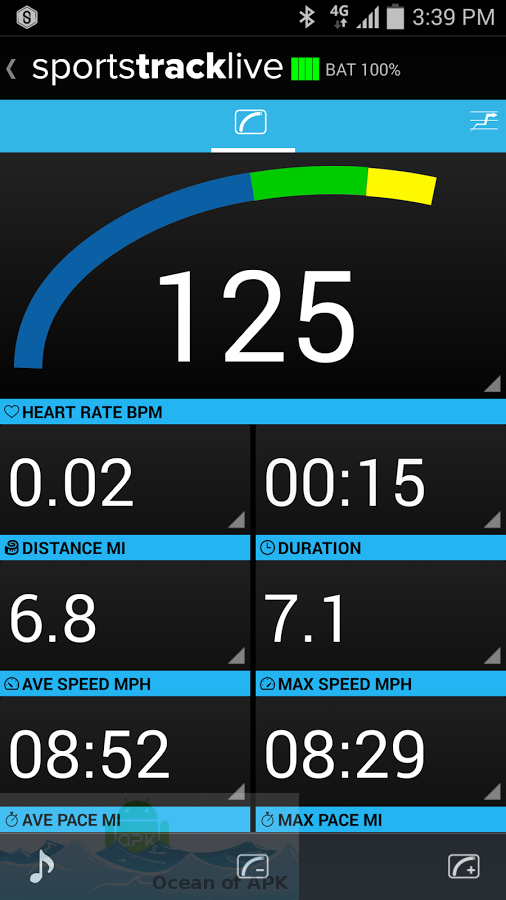 S
4G
3:39 PM
sportstracklive BAT 100%
125
HEART RATE BPM
0.02 00:15
DISTANCE MI DURATION
6.8 7.1
AVE SPEED MPH MAX SPEED MPH
08:52 08:29
AVE PACE MI MAX PACE MI
apk
Ocean of APK